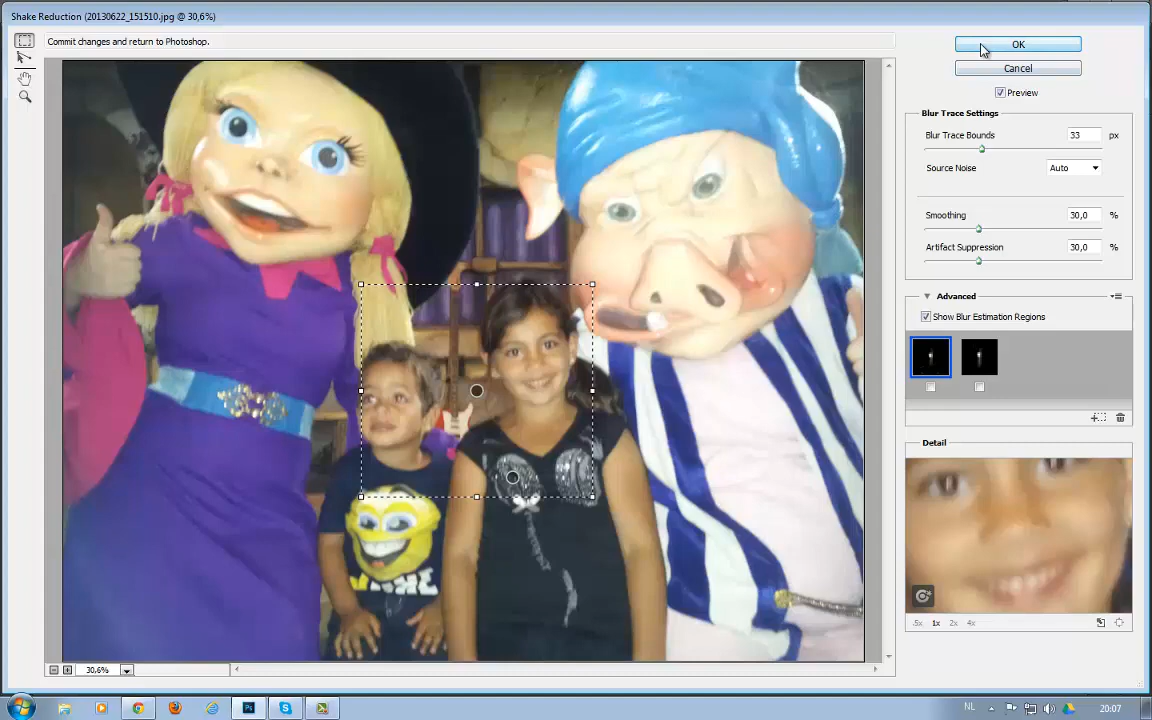 Shake Reduction (20130622_151510.jpg @ 30,6%)
Commit changes and return to Photoshop.
OK
Cancel
Preview
Blur Trace Settings
Blur Trace Bounds 33 px
Source Noise Auto
Smoothing 30,0 %
Artifact Suppression 30,0 %
Advanced
Show Blur Estimation Regions
Detail
.5x 1x 2x 4x
30,6%
Ps
NL 20:07